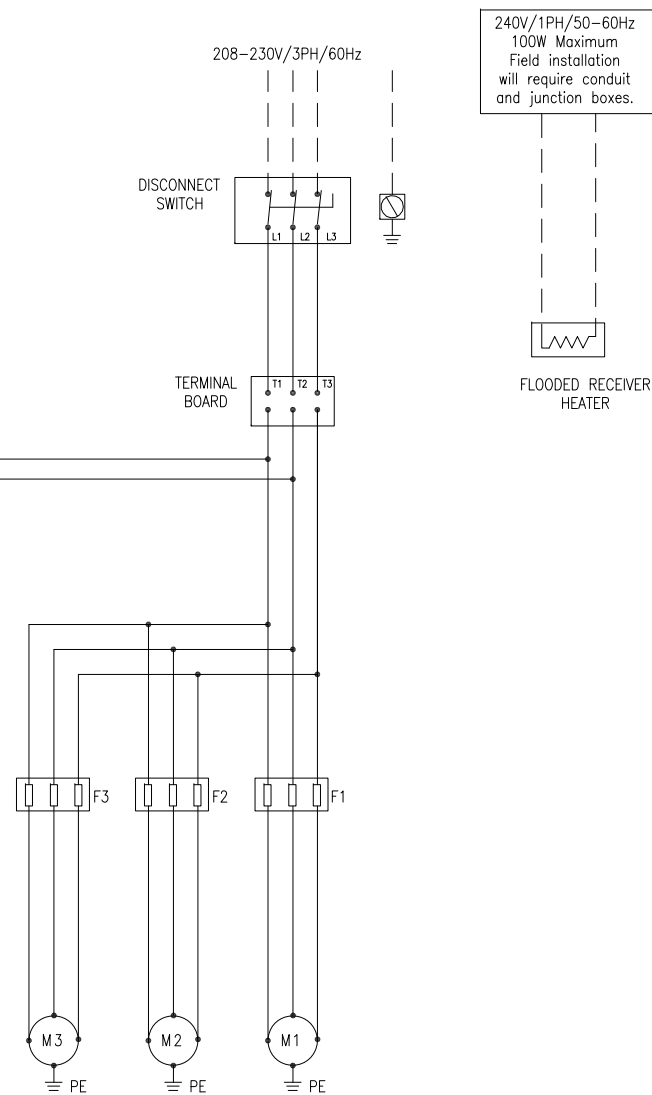 240V/1PH/50-60Hz
100W Maximum
Field installation
will require conduit
and junction boxes.
208-230V/3PH/60Hz
DISCONNECT
SWITCH
L1 L2 L3
TERMINAL
BOARD
T1 T2 T3
FLOODED RECEIVER
HEATER
F3 F2 F1
M3 M2 M1
PE PE PE